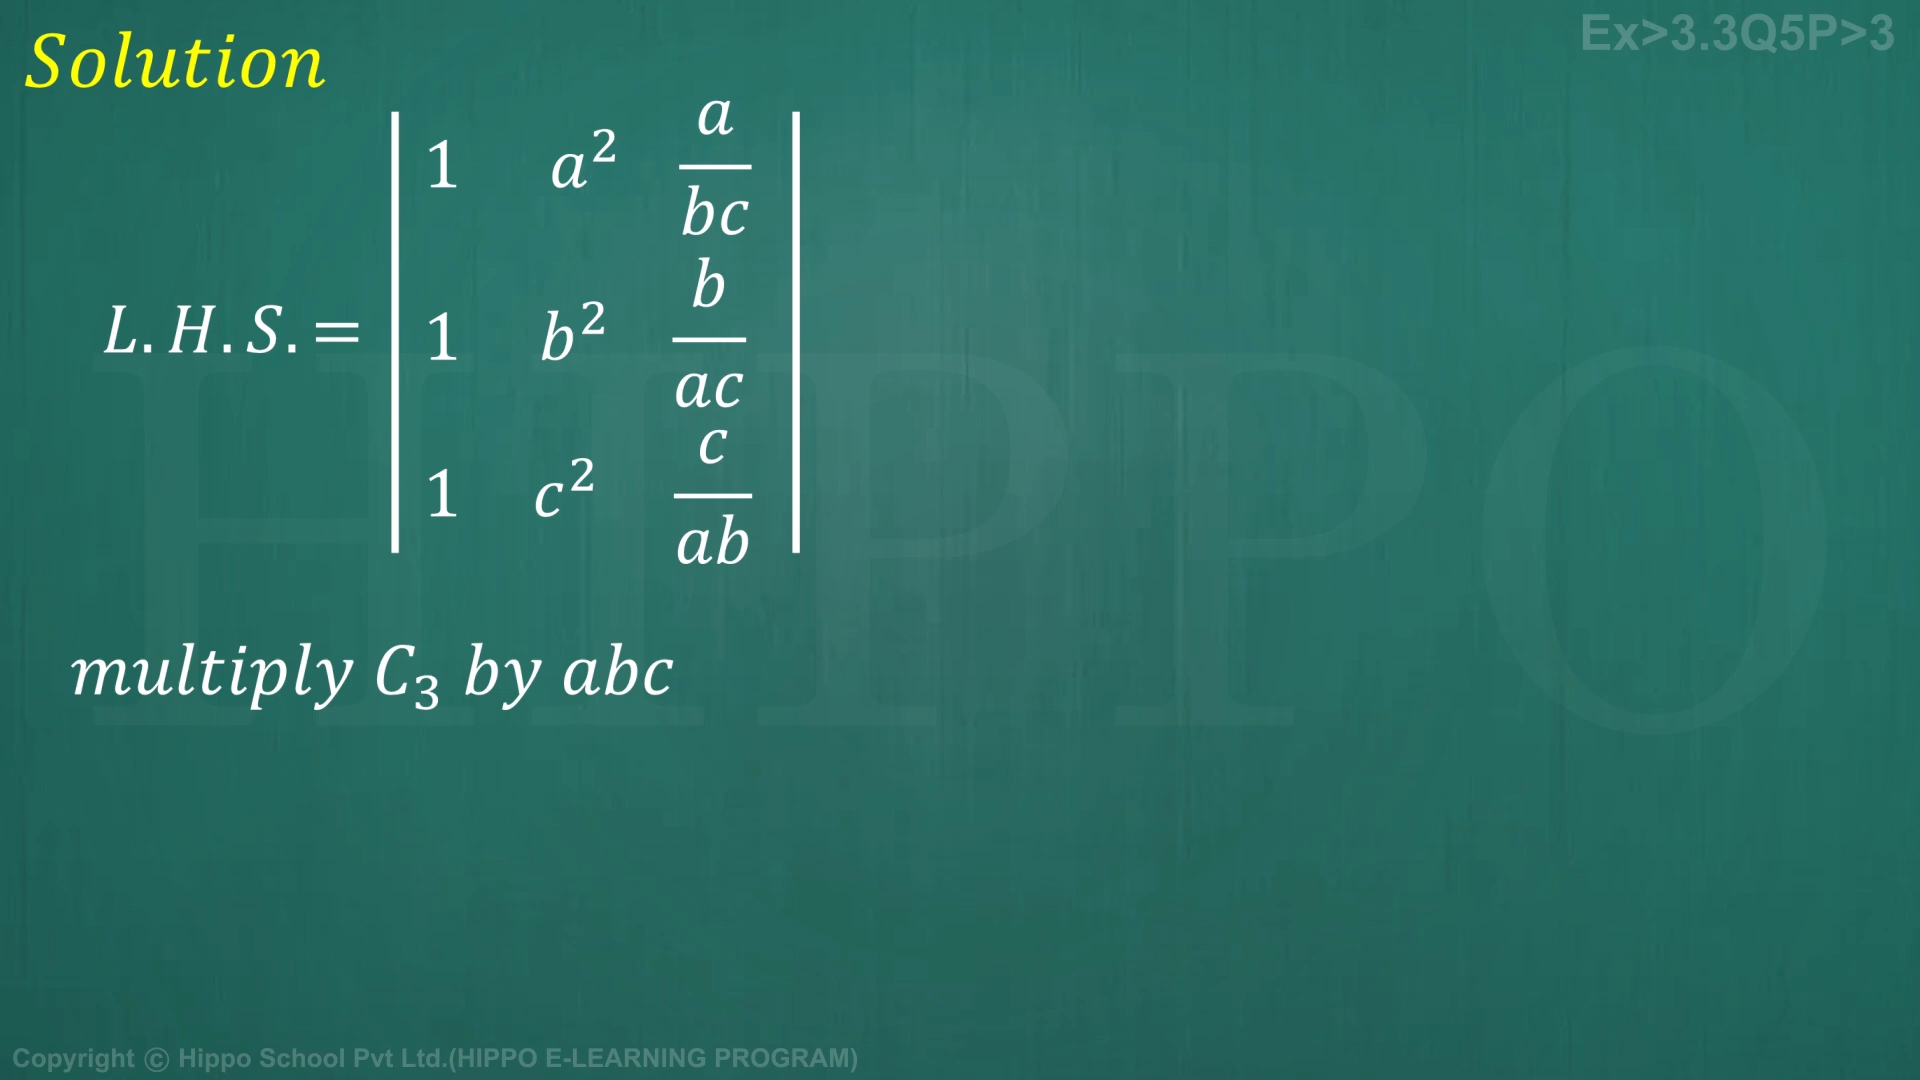 Ex>3.3Q5P>3
Solution
L.H.S.= | 1 a² a/bc |
| 1 b² b/ac |
| 1 c² c/ab |
multiply C₃ by abc
HIPPO
Copyright © Hippo School Pvt Ltd.(HIPPO E-LEARNING PROGRAM)